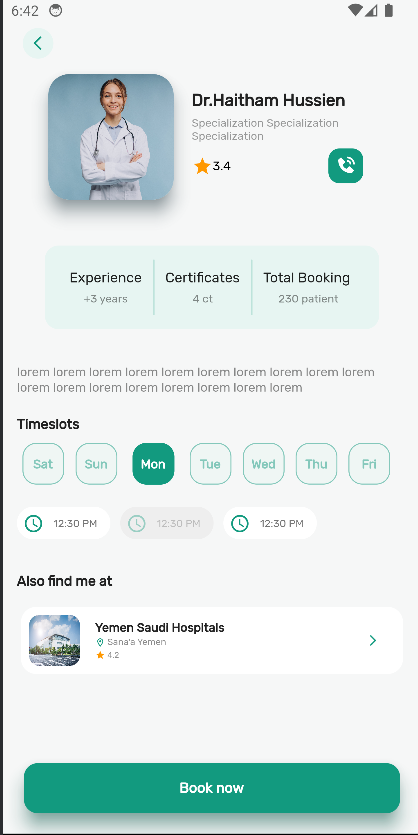 6:42
Dr.Haitham Hussien
Specialization Specialization
Specialization
3.4
Experience Certificates Total Booking
+3 years 4 ct 230 patient
lorem lorem lorem lorem lorem lorem lorem lorem lorem lorem
lorem lorem lorem lorem lorem lorem lorem lorem
Timeslots
Sat Sun Mon Tue Wed Thu Fri
12:30 PM 12:30 PM 12:30 PM
Also find me at
Yemen Saudi Hospitals
Sana'a Yemen
4.2
Book now